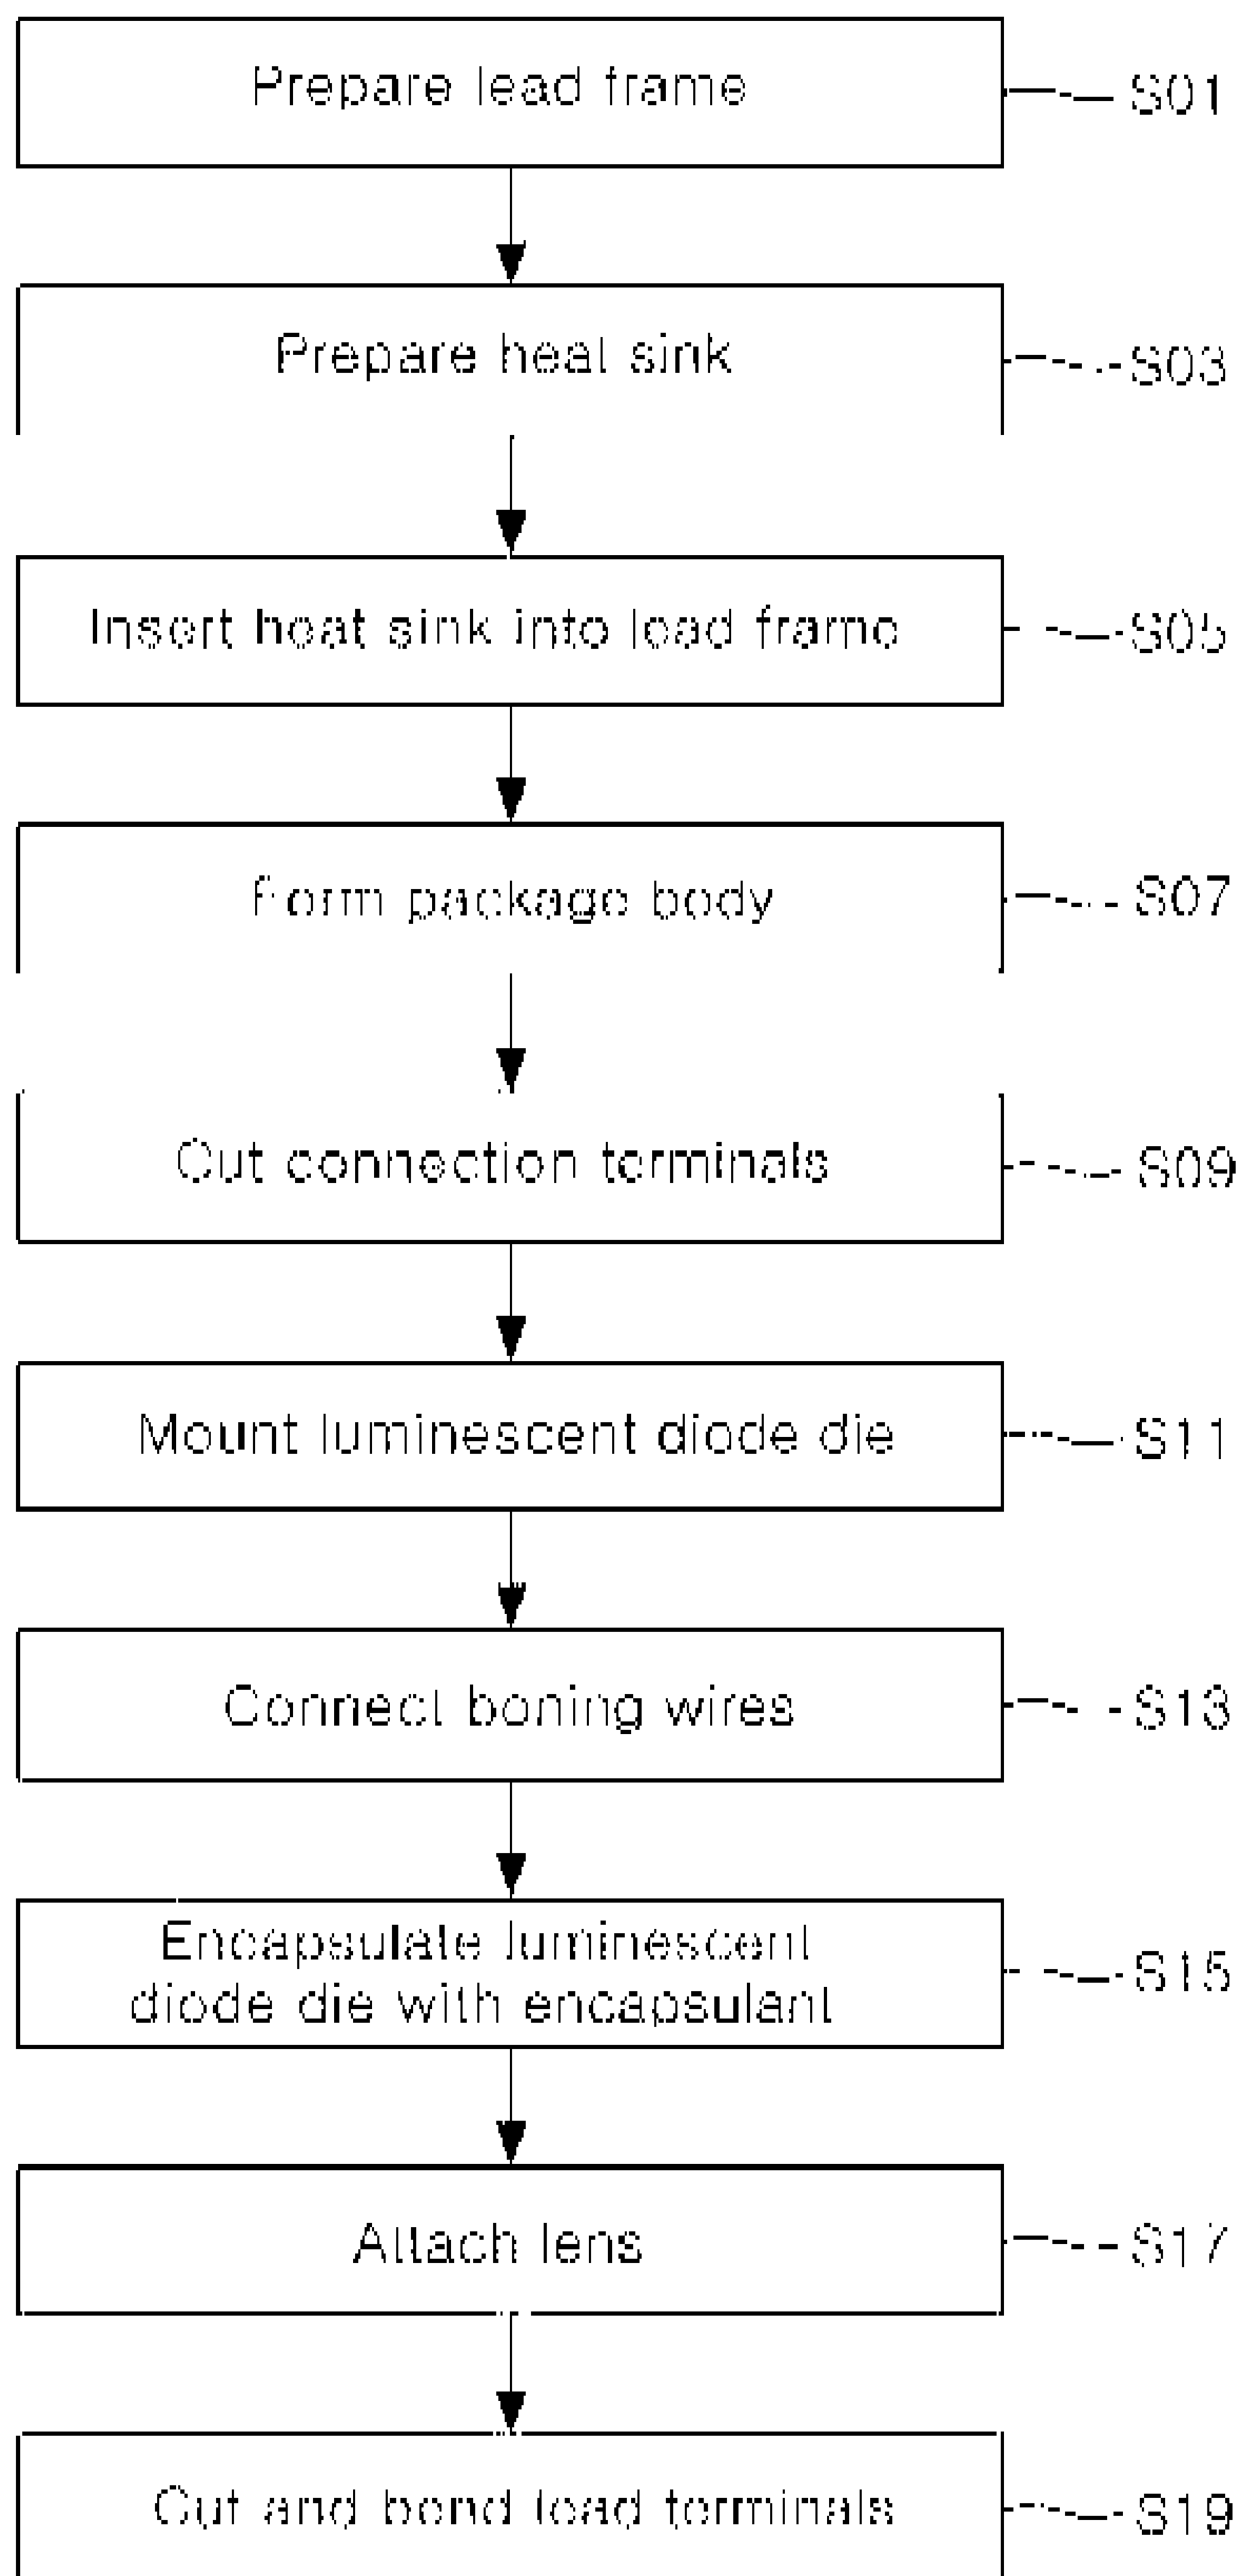 Prepare lead frame
S01
Prepare heat sink
S03
Insert heat sink into lead frame
S05
Form package body
S07
Cut connection terminals
S09
Mount luminescent diode die
S11
Connect boning wires
S13
Encapsulate luminescent
diode die with encapsulant
S15
Attach lens
S17
Cut and bond lead terminals
S19